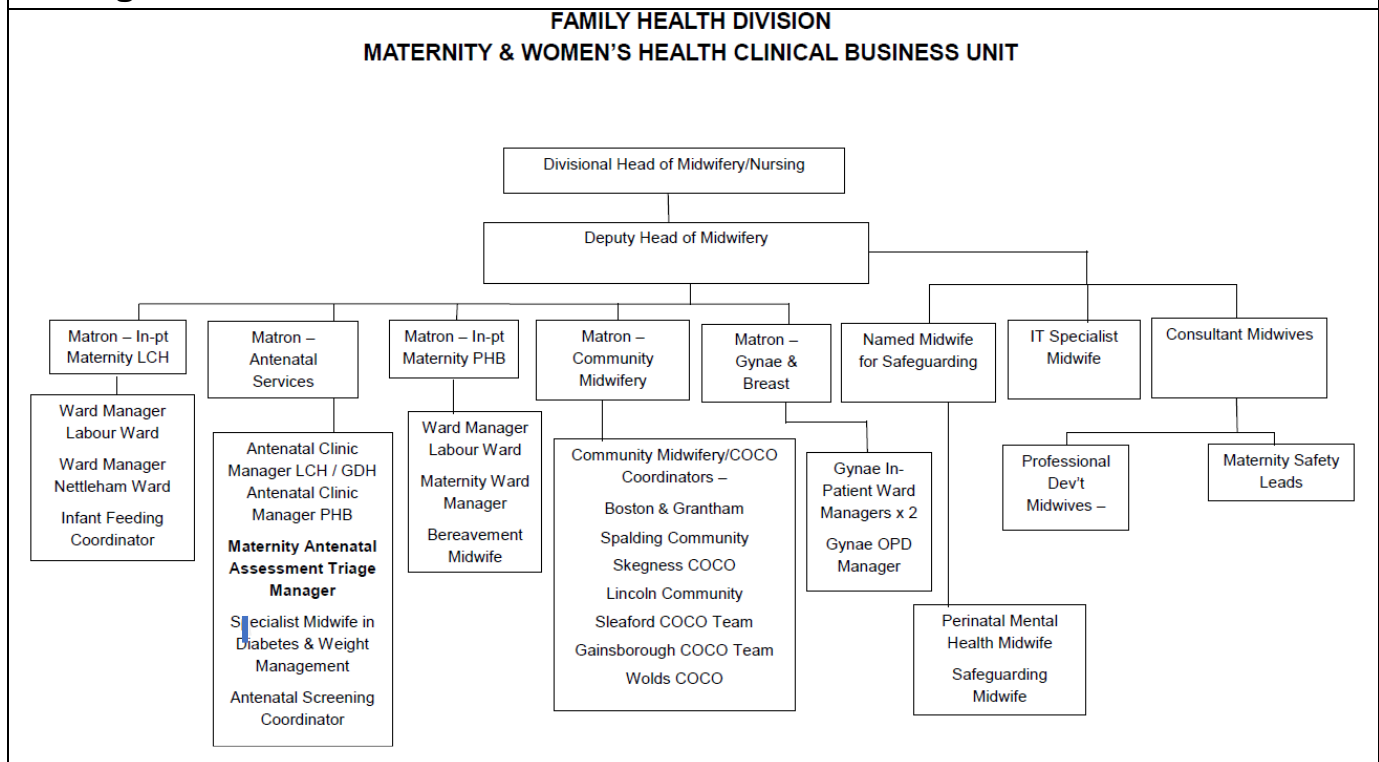 FAMILY HEALTH DIVISION
MATERNITY & WOMEN'S HEALTH CLINICAL BUSINESS UNIT
Divisional Head of Midwifery/Nursing
Deputy Head of Midwifery
Matron – In-pt
Maternity LCH
Matron –
Antenatal
Services
Matron – In-pt
Maternity PHB
Matron –
Community
Midwifery
Matron –
Gynae &
Breast
Named Midwife
for Safeguarding
IT Specialist
Midwife
Consultant Midwives
Ward Manager
Labour Ward
Ward Manager
Nettleham Ward
Infant Feeding
Coordinator
Antenatal Clinic
Manager LCH / GDH
Antenatal Clinic
Manager PHB
Maternity Antenatal
Assessment Triage
Manager
Specialist Midwife in
Diabetes & Weight
Management
Antenatal Screening
Coordinator
Ward Manager
Labour Ward
Maternity Ward
Manager
Bereavement
Midwife
Community Midwifery/COCO
Coordinators –
Boston & Grantham
Spalding Community
Skegness COCO
Lincoln Community
Sleaford COCO Team
Gainsborough COCO Team
Wolds COCO
Gynae In-
Patient Ward
Managers x 2
Gynae OPD
Manager
Perinatal Mental
Health Midwife
Safeguarding
Midwife
Professional
Dev't
Midwives –
Maternity Safety
Leads